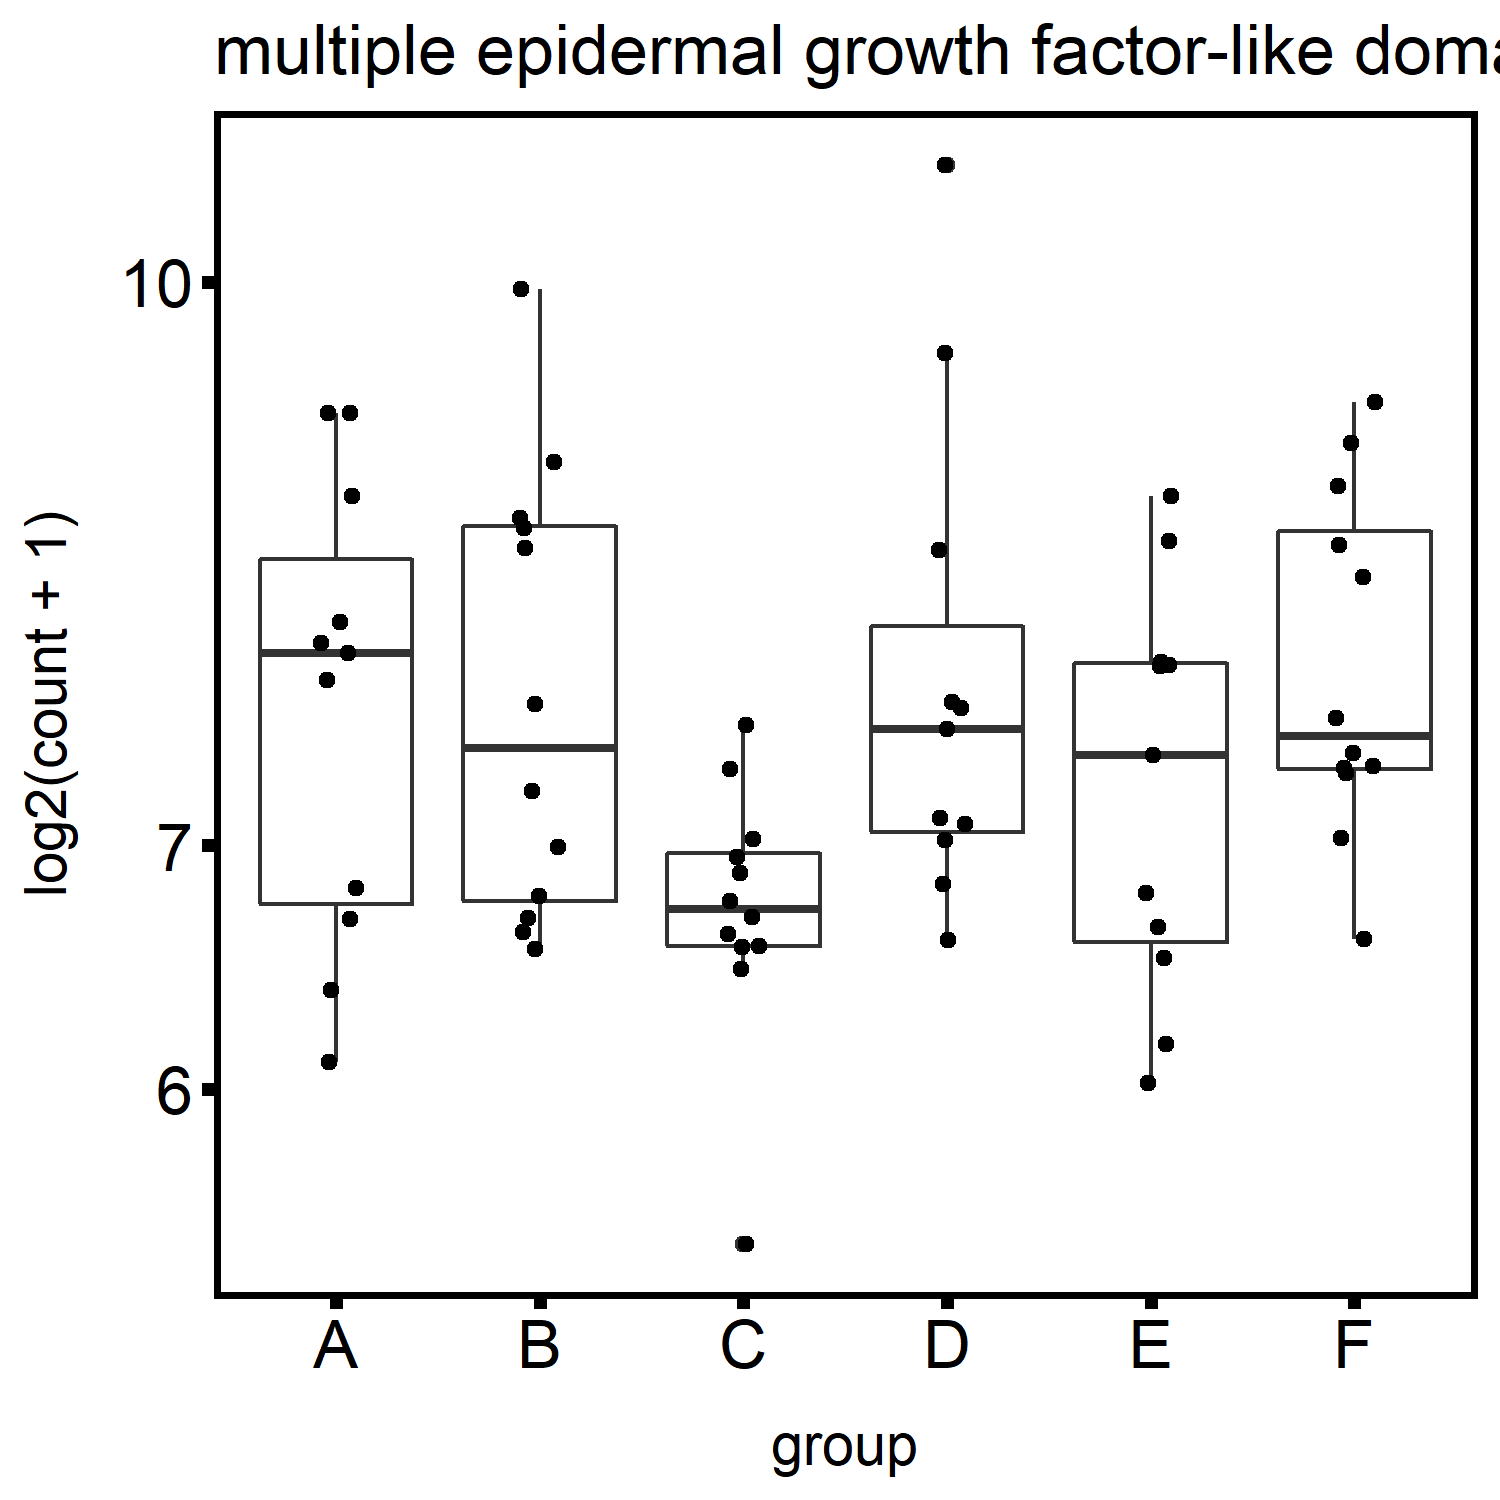 multiple epidermal growth factor-like doma
log2(count + 1)
10
7
6
A B C D E F
group